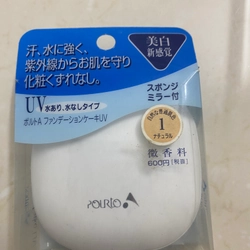 美白
新感覚
汗、水に強く、
紫外線からお肌を守り
化粧くずれなし。
UV 水あり、水なしタイプ
ポルトA ファンデーションケーキUV
スポンジ
ミラー付
1
ナチュラル
微香料
600円[税抜]